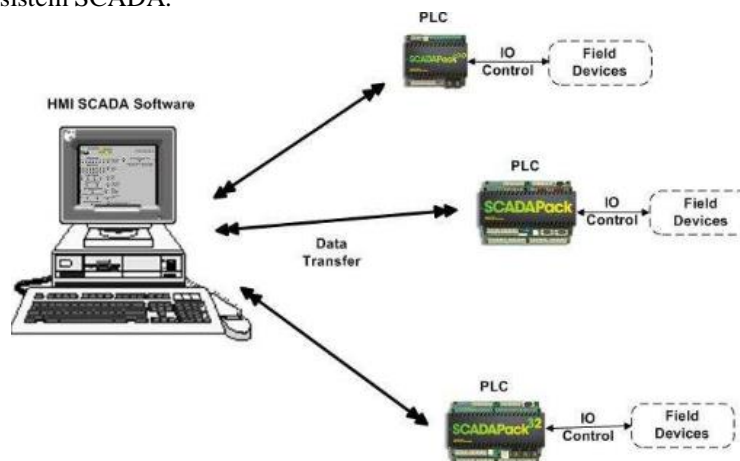 sistem SCADA.
PLC
IO
Control
Field
Devices
HMI SCADA Software
PLC
SCADAPack
IO
Control
Field
Devices
Data
Transfer
PLC
SCADAPack32
IO
Control
Field
Devices